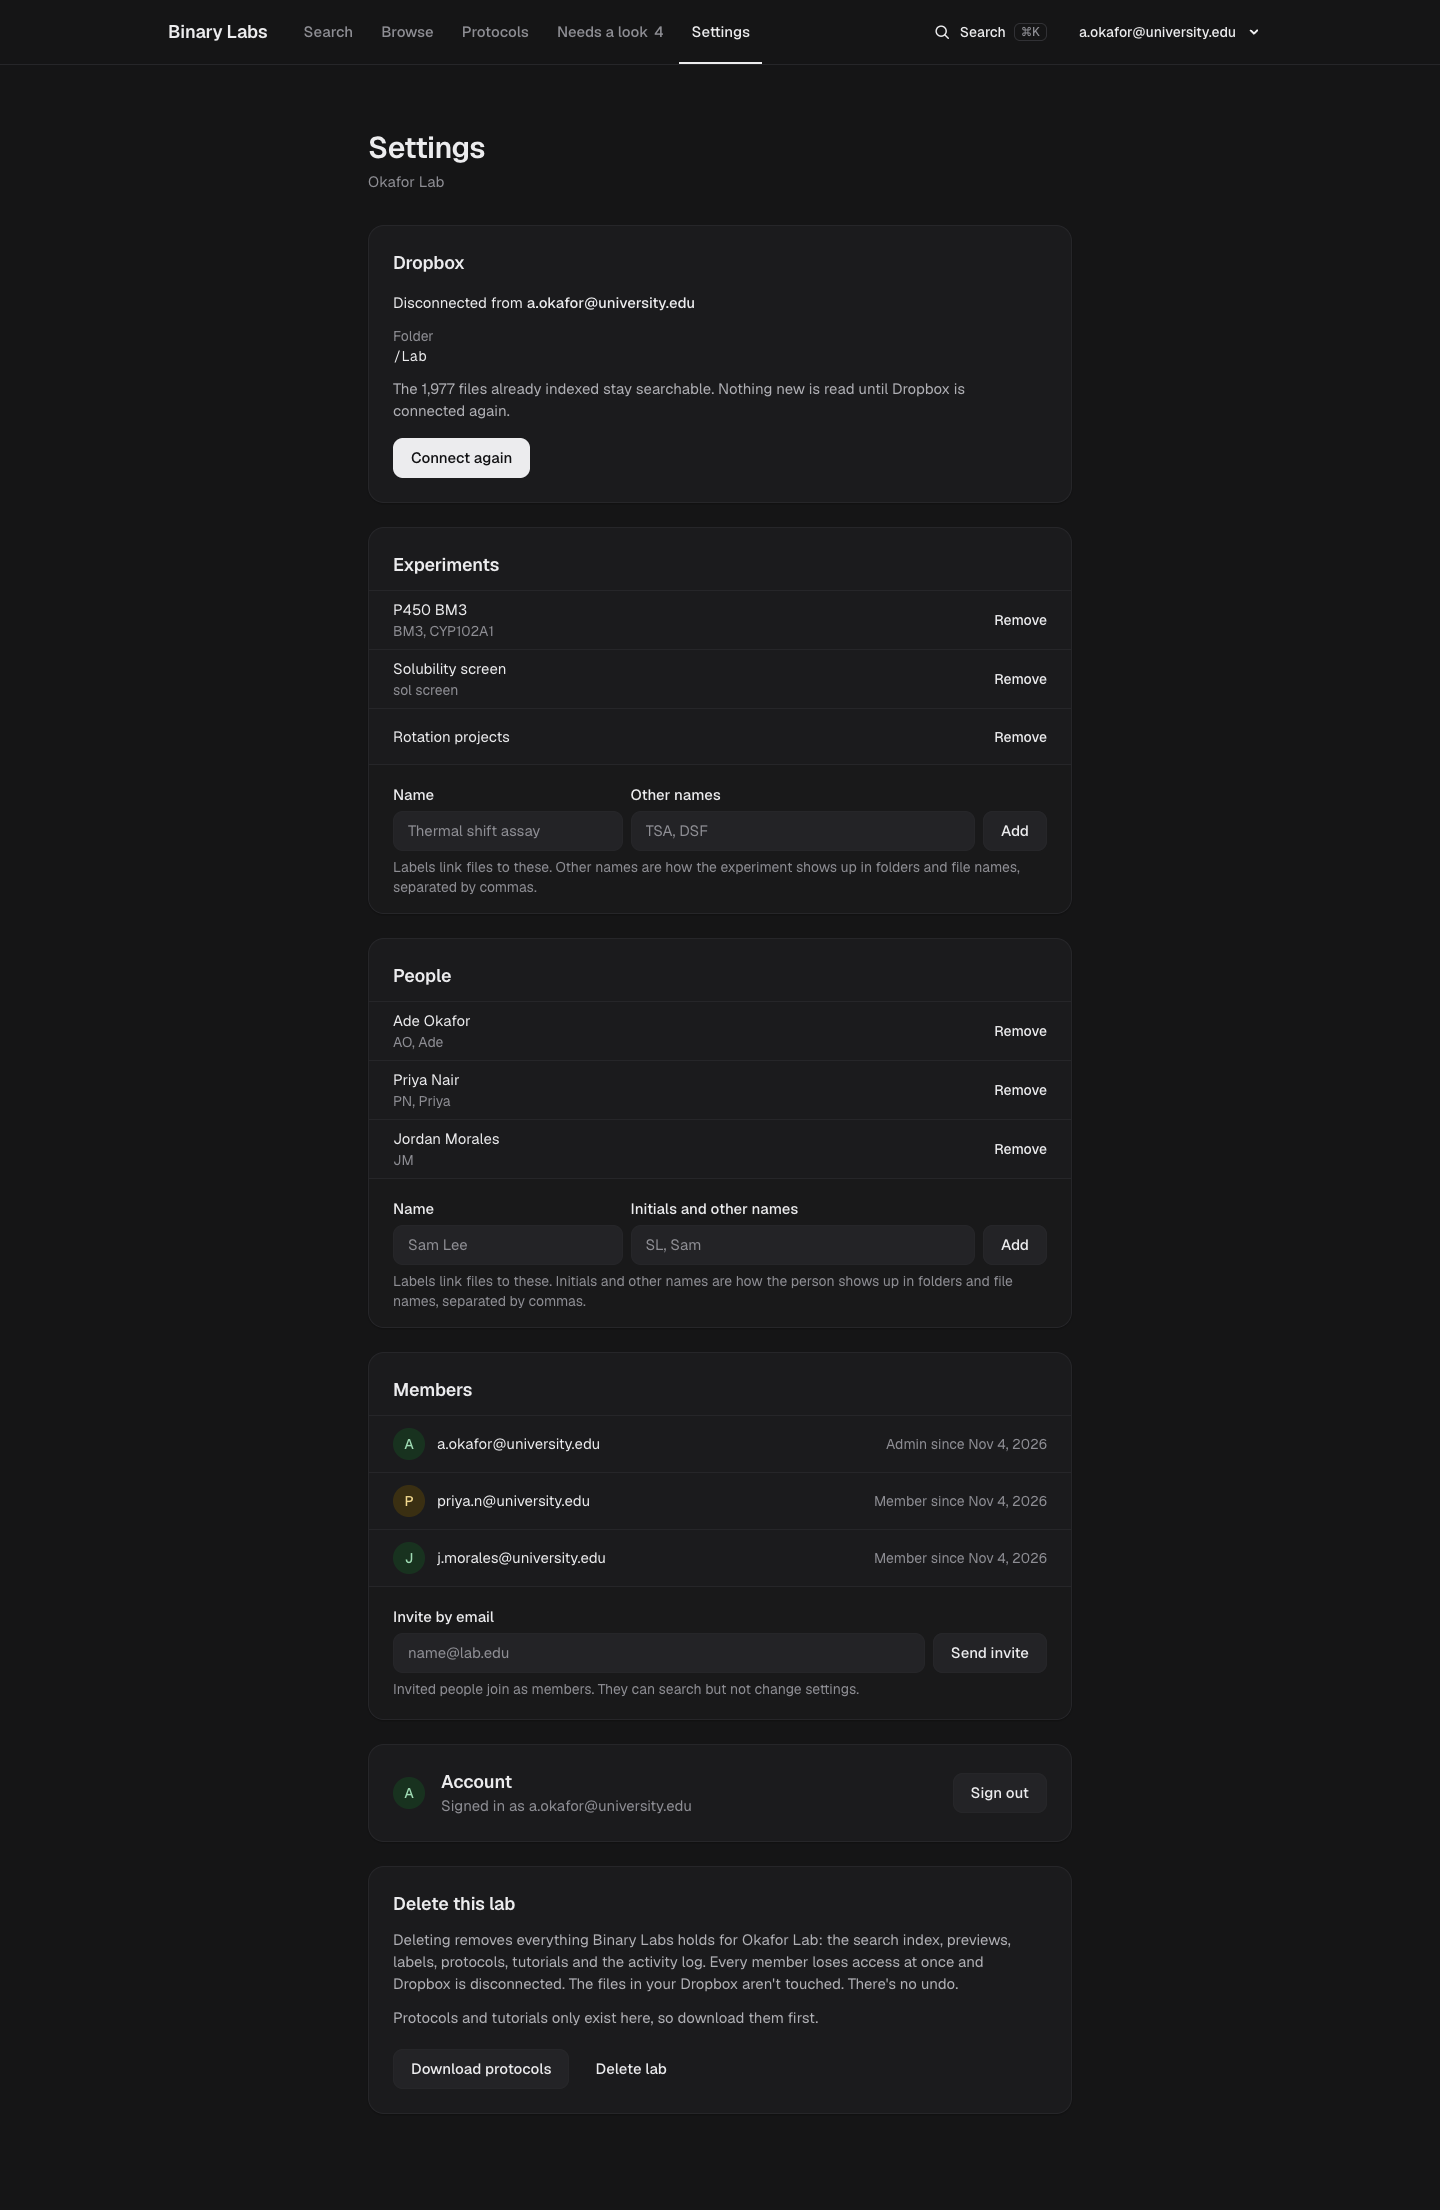 Binary Labs Search Browse Protocols Needs a look 4 Settings Search ⌘K a.okafor@university.edu
Settings
Okafor Lab
Dropbox
Disconnected from a.okafor@university.edu
Folder
/Lab
The 1,977 files already indexed stay searchable. Nothing new is read until Dropbox is
connected again.
Connect again
Experiments
P450 BM3
BM3, CYP102A1
Remove
Solubility screen
sol screen
Remove
Rotation projects
Remove
Name Other names
Thermal shift assay TSA, DSF Add
Labels link files to these. Other names are how the experiment shows up in folders and file names,
separated by commas.
People
Ade Okafor
AO, Ade
Remove
Priya Nair
PN, Priya
Remove
Jordan Morales
JM
Remove
Name Initials and other names
Sam Lee SL, Sam Add
Labels link files to these. Initials and other names are how the person shows up in folders and file
names, separated by commas.
Members
A a.okafor@university.edu Admin since Nov 4, 2026
P priya.n@university.edu Member since Nov 4, 2026
J j.morales@university.edu Member since Nov 4, 2026
Invite by email
name@lab.edu Send invite
Invited people join as members. They can search but not change settings.
A
Account
Signed in as a.okafor@university.edu
Sign out
Delete this lab
Deleting removes everything Binary Labs holds for Okafor Lab: the search index, previews,
labels, protocols, tutorials and the activity log. Every member loses access at once and
Dropbox is disconnected. The files in your Dropbox aren't touched. There's no undo.
Protocols and tutorials only exist here, so download them first.
Download protocols Delete lab